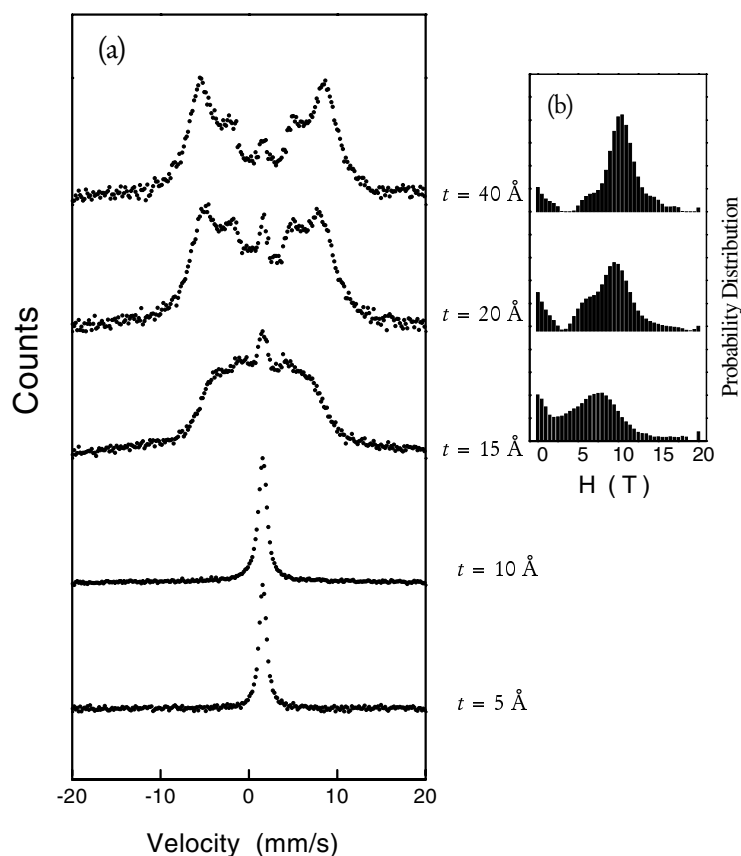 (a)
(b)
t = 40 Å
t = 20 Å
t = 15 Å
t = 10 Å
t = 5 Å
Counts
-20 -10 0 10 20
Velocity (mm/s)
Probability Distribution
0 5 10 15 20
H (T)